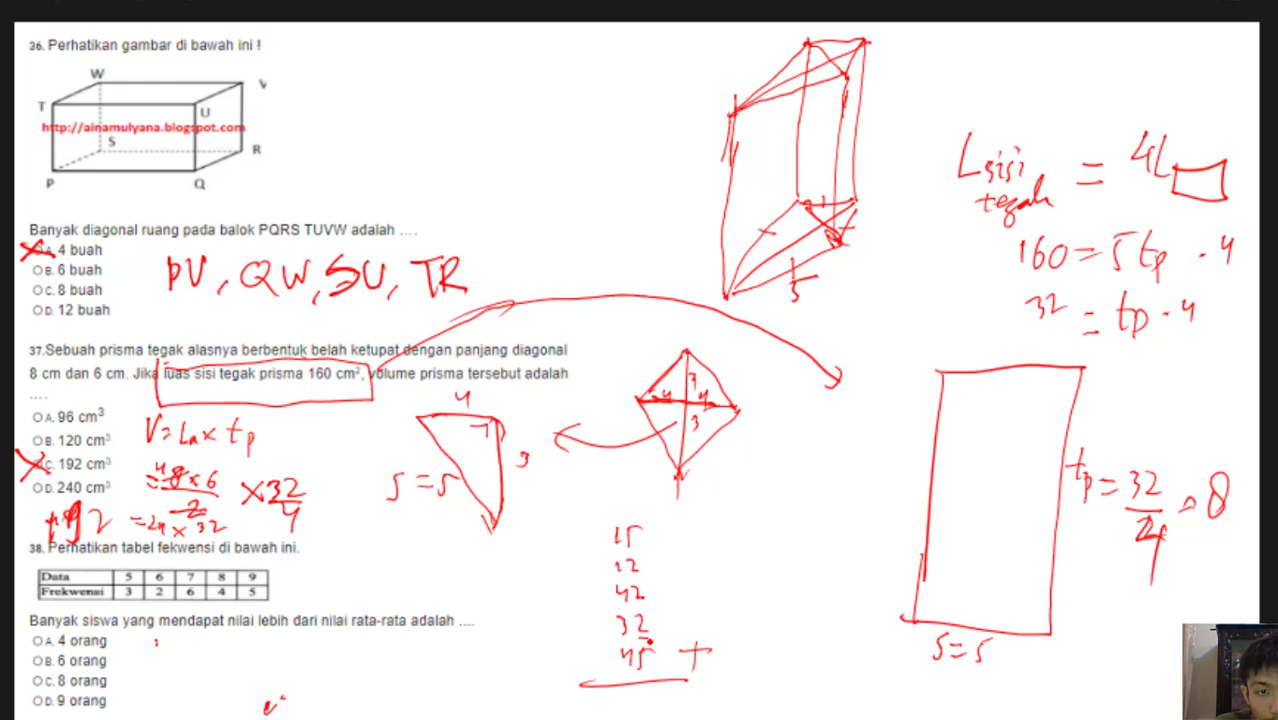 36. Perhatikan gambar di bawah ini !
W
V
T
U
http://ainamulyana.blogspot.com
S
R
P
Q
Banyak diagonal ruang pada balok PQRS TUVW adalah ....
A. 4 buah
B. 6 buah
C. 8 buah
D. 12 buah
PV, QW, SU, TR
37.Sebuah prisma tegak alasnya berbentuk belah ketupat dengan panjang diagonal
8 cm dan 6 cm. Jika luas sisi tegak prisma 160 cm², volume prisma tersebut adalah
....
A. 96 cm³
B. 120 cm³
C. 192 cm³
D. 240 cm³
V = La x tp
= 8 x 6
2
x 32
4
= 24 x 32
192
4
3
5 = 5
3
4 4
3
5
L sisi
tegak
= 4L
160 = 5 tp . 4
32 = tp . 4
tp = 32
4
= 8
5 = 5
38. Perhatikan tabel fekwensi di bawah ini.
Data 5 6 7 8 9
Frekwensi 3 2 6 4 5
Banyak siswa yang mendapat nilai lebih dari nilai rata-rata adalah ....
A. 4 orang
B. 6 orang
C. 8 orang
D. 9 orang
15
12
42
32
45 +